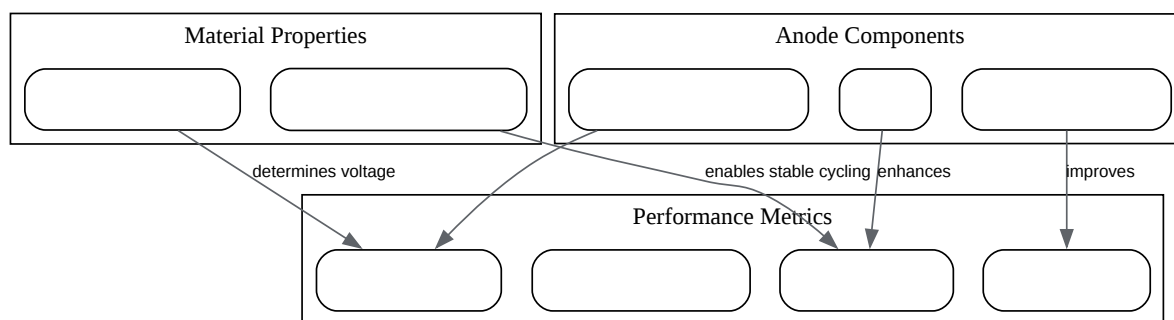 Material Properties
Anode Components
determines voltage
enables stable cycling
enhances
improves
Performance Metrics